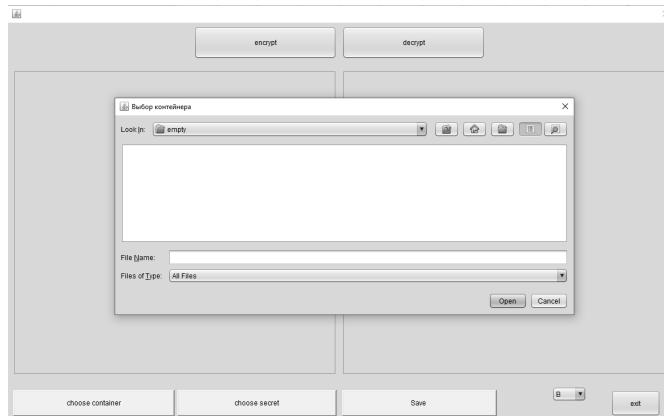 encrypt
decrypt
Выбор контейнера
Look In:
empty
File Name:
Files of Type:
All Files
Open
Cancel
choose container
choose secret
Save
B
exit